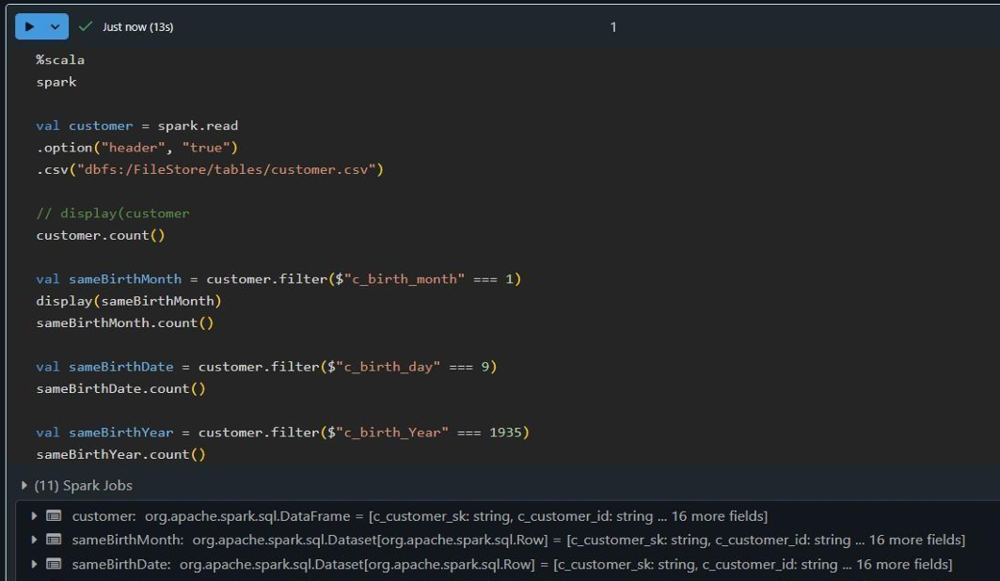 Just now (13s)
1
%scala
spark
val customer = spark.read
.option("header", "true")
.csv("dbfs:/FileStore/tables/customer.csv")
// display(customer
customer.count()
val sameBirthMonth = customer.filter($"c_birth_month" === 1)
display(sameBirthMonth)
sameBirthMonth.count()
val sameBirthDate = customer.filter($"c_birth_day" === 9)
sameBirthDate.count()
val sameBirthYear = customer.filter($"c_birth_Year" === 1935)
sameBirthYear.count()
(11) Spark Jobs
customer: org.apache.spark.sql.DataFrame = [c_customer_sk: string, c_customer_id: string ... 16 more fields]
sameBirthMonth: org.apache.spark.sql.Dataset[org.apache.spark.sql.Row] = [c_customer_sk: string, c_customer_id: string ... 16 more fields]
sameBirthDate: org.apache.spark.sql.Dataset[org.apache.spark.sql.Row] = [c_customer_sk: string, c_customer_id: string ... 16 more fields]